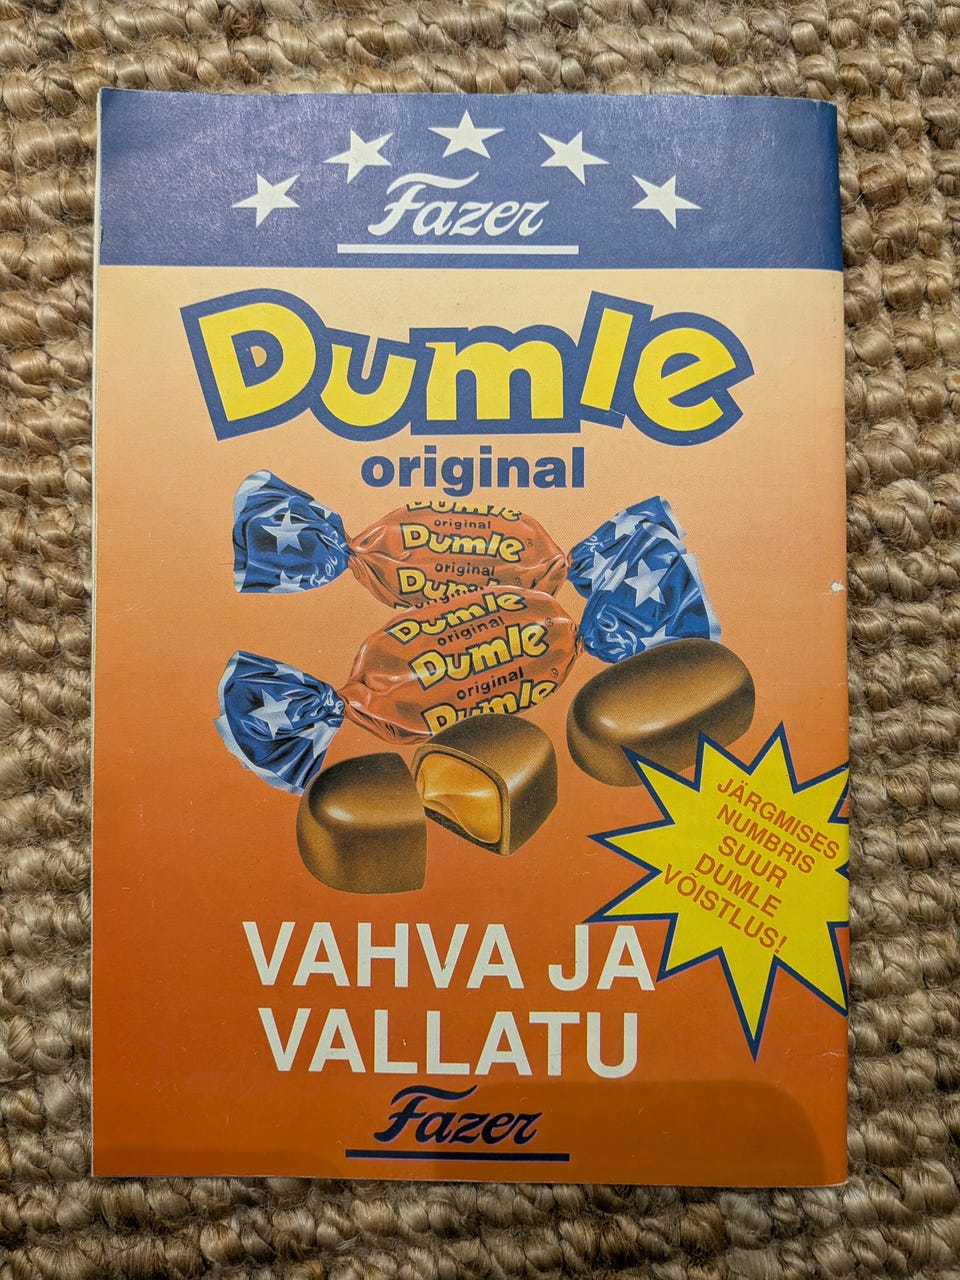 Fazer
Dumle
original
Dumle
original
Dumle
original
Dumle
Dumle
original
Dumle
original
Dumle
JÄRGMISES
NUMBRIS
SUUR
DUMLE
VÕISTLUS!
VAHVA JA
VALLATU
Fazer